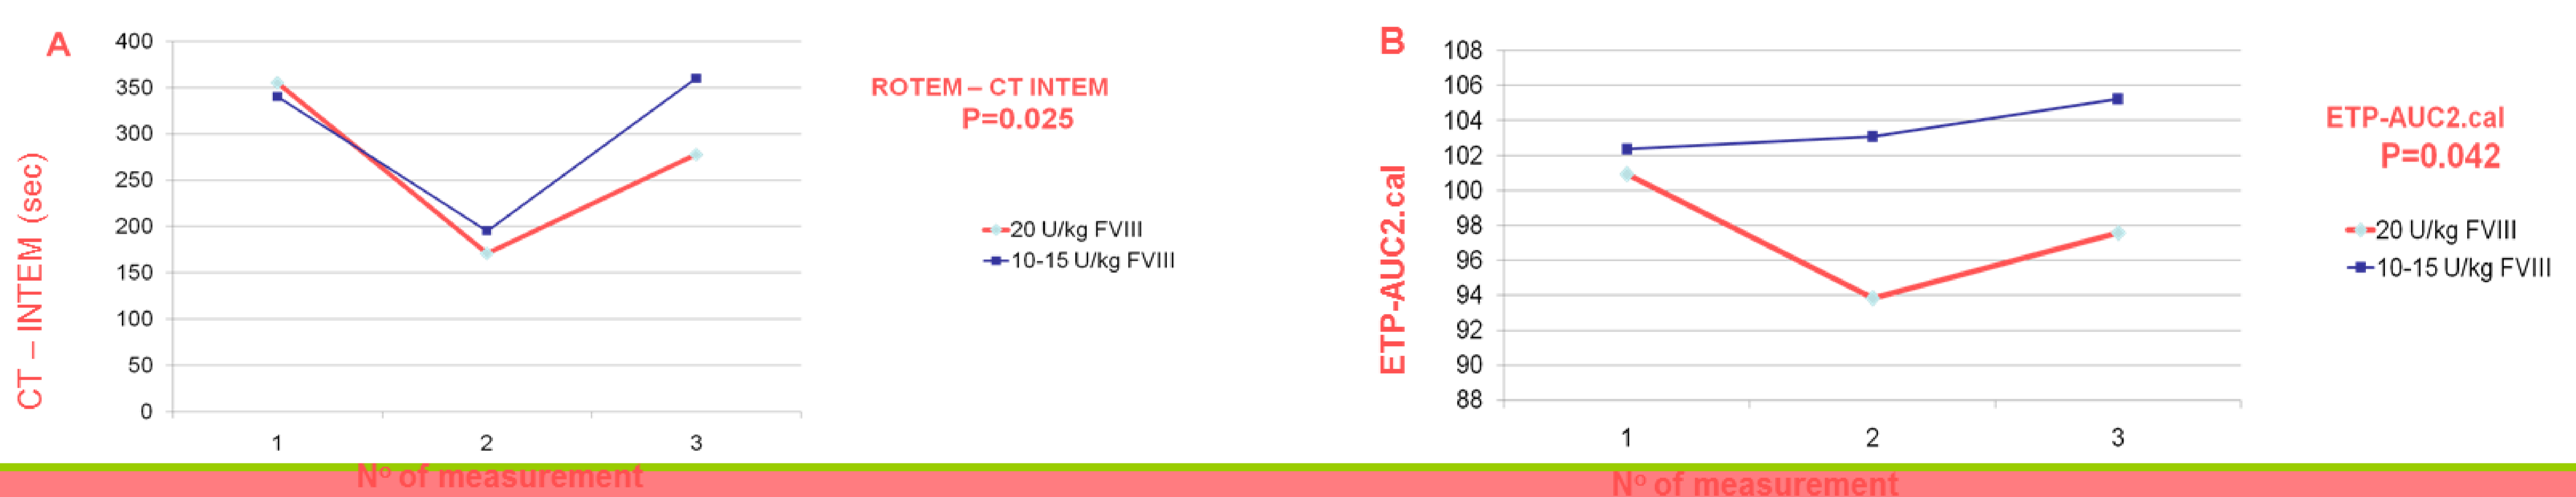 A
400
350
300
250
200
150
100
50
0
CT – INTEM (sec)
1 2 3
Nº of measurement
ROTEM – CT INTEM
P=0.025
20 U/kg FVIII
10-15 U/kg FVIII
B
108
106
104
102
100
98
96
94
92
90
88
ETP-AUC2.cal
1 2 3
Nº of measurement
ETP-AUC2.cal
P=0.042
20 U/kg FVIII
10-15 U/kg FVIII